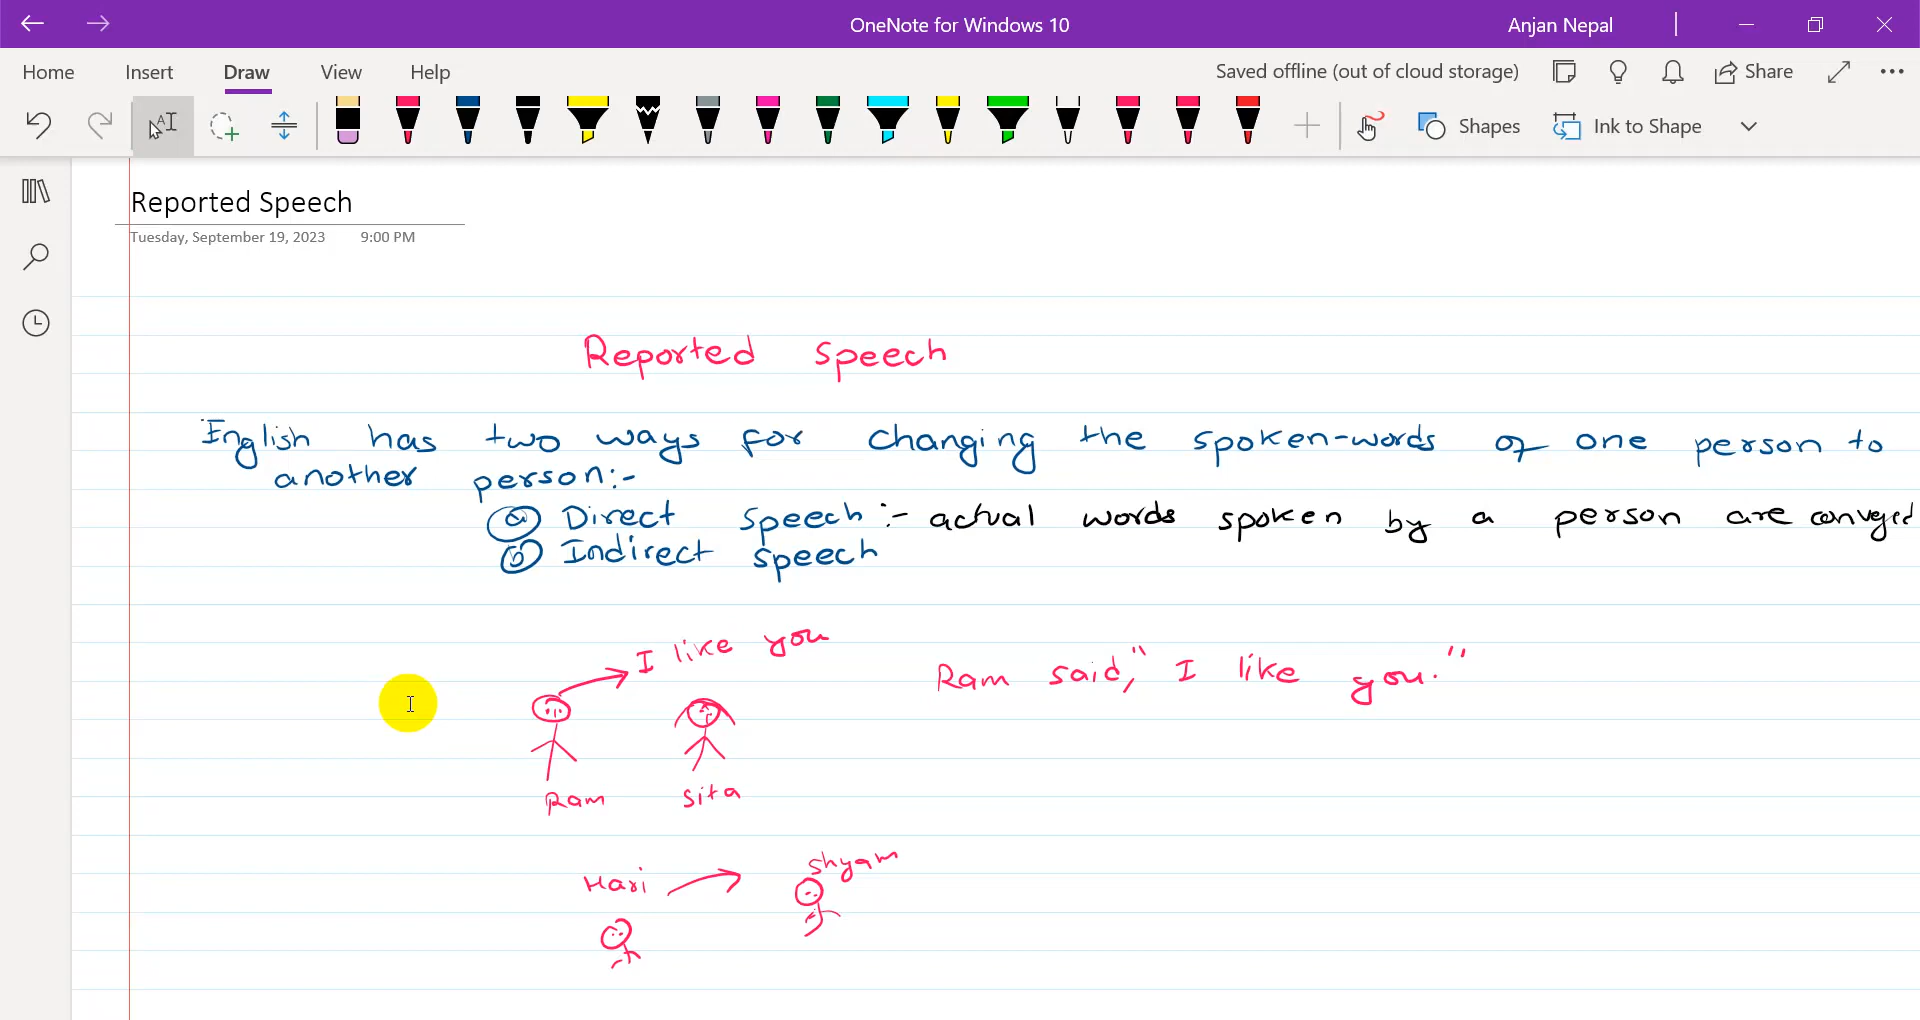 OneNote for Windows 10
Anjan Nepal
Home Insert Draw View Help
Saved offline (out of cloud storage)
Share
Shapes
Ink to Shape
Reported Speech
Tuesday, September 19, 2023 9:00 PM
Reported Speech
English has two ways for changing the spoken-words of one person to
another person:-
(a) Direct speech :- actual words spoken by a person are conveyed
(b) Indirect speech
I like you
Ram said, "I like you."
Ram Sita
Shyam
Hari